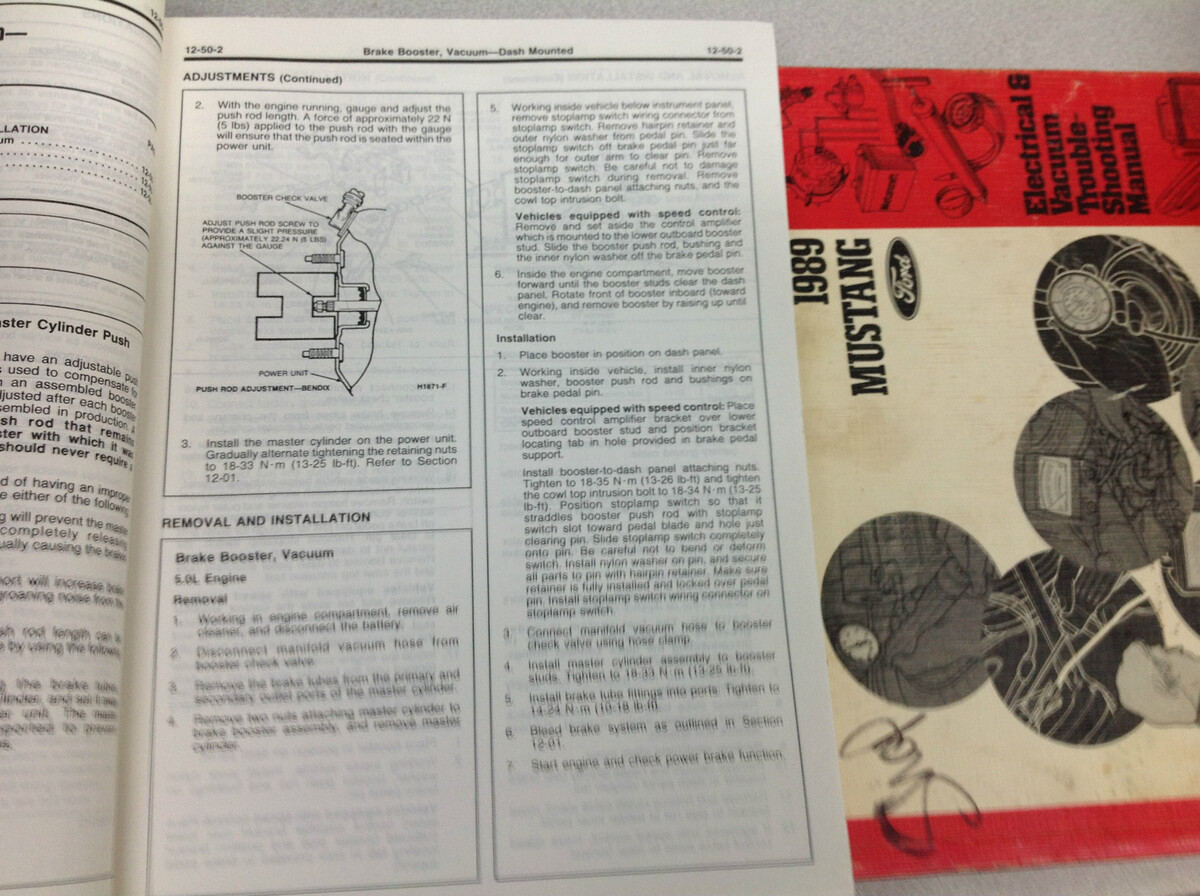 12-50-2 Brake Booster, Vacuum—Dash Mounted 12-50-2
ADJUSTMENTS (Continued)
2. With the engine running, gauge and adjust the
push rod length. A force of approximately 22 N
(5 lbs) applied to the push rod with the gauge
will ensure that the push rod is seated within the
power unit.
BOOSTER CHECK VALVE
ADJUST PUSH ROD SCREW TO
PROVIDE A SLIGHT PRESSURE
(APPROXIMATELY 22.24 N (5 LBS)
AGAINST THE GAUGE
POWER UNIT
PUSH ROD ADJUSTMENT—BENDIX H1871-F
3. Install the master cylinder on the power unit.
Gradually alternate tightening the retaining nuts
to 18-33 N·m (13-25 lb-ft). Refer to Section
12-01.
REMOVAL AND INSTALLATION
Brake Booster, Vacuum
5.0L Engine
Removal
1. Working in engine compartment, remove air
cleaner, and disconnect the battery.
2. Disconnect manifold vacuum hose from
booster check valve.
3. Remove the brake tubes from the primary and
secondary outlet ports of the master cylinder.
4. Remove two nuts attaching master cylinder to
brake booster assembly, and remove master
cylinder.
5. Working inside vehicle below instrument panel,
remove stoplamp switch wiring connector from
stoplamp switch. Remove hairpin retainer and
outer nylon washer from pedal pin. Slide the
stoplamp switch off brake pedal pin just far
enough for outer arm to clear pin. Remove
stoplamp switch. Be careful not to damage
stoplamp switch during removal. Remove
booster-to-dash panel attaching nuts, and the
cowl top intrusion bolt.
Vehicles equipped with speed control:
Remove and set aside the control amplifier
which is mounted to the lower outboard booster
stud. Slide the booster push rod, bushing and
the inner nylon washer off the brake pedal pin.
6. Inside the engine compartment, move booster
forward until the booster studs clear the dash
panel. Rotate front of booster inboard (toward
engine), and remove booster by raising up until
clear.
Installation
1. Place booster in position on dash panel.
2. Working inside vehicle, install inner nylon
washer, booster push rod and bushings on
brake pedal pin.
Vehicles equipped with speed control: Place
speed control amplifier bracket over lower
outboard booster stud and position bracket
locating tab in hole provided in brake pedal
support.
Install booster-to-dash panel attaching nuts.
Tighten to 18-35 N·m (13-26 lb-ft) and tighten
the cowl top intrusion bolt to 18-34 N·m (13-25
lb-ft). Position stoplamp switch so that it
straddles booster push rod with stoplamp
switch slot toward pedal blade and hole just
clearing pin. Slide stoplamp switch completely
onto pin. Be careful not to bend or deform
switch. Install nylon washer on pin, and secure
all parts to pin with hairpin retainer. Make sure
retainer is fully installed and locked over pedal
pin. Install stoplamp switch wiring connector on
stoplamp switch.
3. Connect manifold vacuum hose to booster
check valve using hose clamp.
4. Install master cylinder assembly to booster
studs. Tighten to 18-33 N·m (13-25 lb-ft).
5. Install brake tube fittings into ports. Tighten to
14-24 N·m (10-18 lb-ft).
6. Bleed brake system as outlined in Section
12-01.
7. Start engine and check power brake function.
Electrical &
Vacuum
Trouble-
Shooting
Manual
1989
MUSTANG
Ford
LLATION
Master Cylinder Push
have an adjustable
used to compensate
an assembled booster
adjusted after each
assembled in production. A
rod that
with which it was
should never require
of having an
either of the following
will prevent the
completely
causing the
will increase
groaning noise from the
rod length can
by using the
the brake